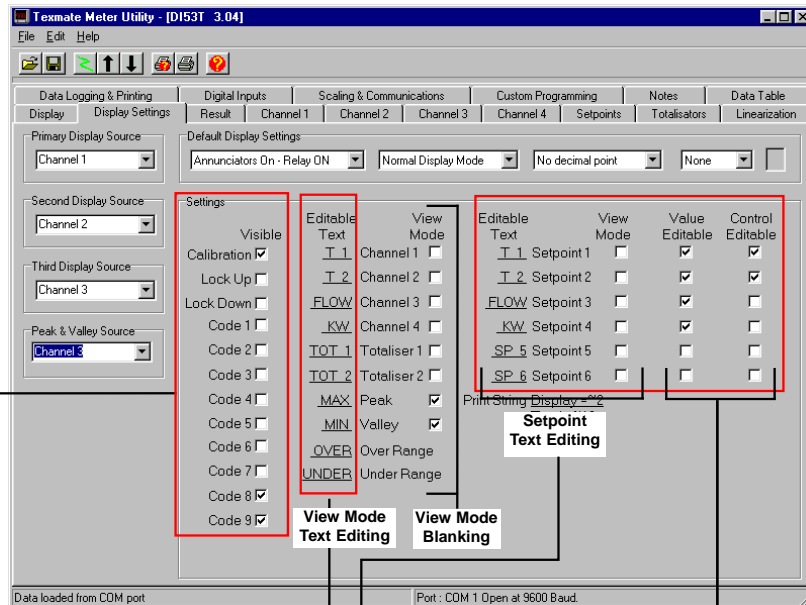 Texmate Meter Utility - [DI53T 3.04]
File Edit Help
Data Logging & Printing Digital Inputs Scaling & Communications Custom Programming Notes Data Table
Display Display Settings Result Channel 1 Channel 2 Channel 3 Channel 4 Setpoints Totalisators Linearization
Primary Display Source
Channel 1
Default Display Settings
Annunciators On - Relay ON Normal Display Mode No decimal point None
Second Display Source
Channel 2
Third Display Source
Channel 3
Peak & Valley Source
Channel 3
Settings
Visible
Calibration
Lock Up
Lock Down
Code 1
Code 2
Code 3
Code 4
Code 5
Code 6
Code 7
Code 8
Code 9
Editable View
Text Mode
T 1 Channel 1
T 2 Channel 2
FLOW Channel 3
KW Channel 4
TOT 1 Totaliser 1
TOT 2 Totaliser 2
MAX Peak
MIN Valley
OVER Over Range
UNDER Under Range
Editable View Value Control
Text Mode Editable Editable
T 1 Setpoint 1
T 2 Setpoint 2
FLOW Setpoint 3
KW Setpoint 4
SP 5 Setpoint 5
SP 6 Setpoint 6
Print String Display =~2
Setpoint
Text Editing
View Mode
Text Editing
View Mode
Blanking
Data loaded from COM port Port : COM 1 Open at 9600 Baud.